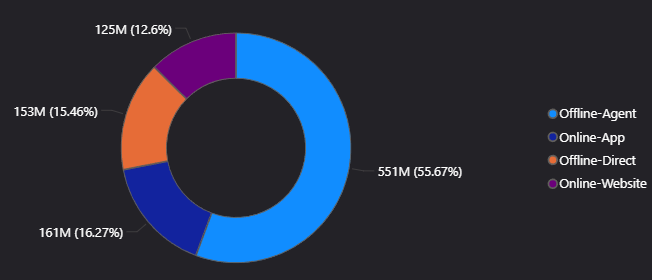 125M (12.6%)
153M (15.46%)
551M (55.67%)
161M (16.27%)
Offline-Agent
Online-App
Offline-Direct
Online-Website